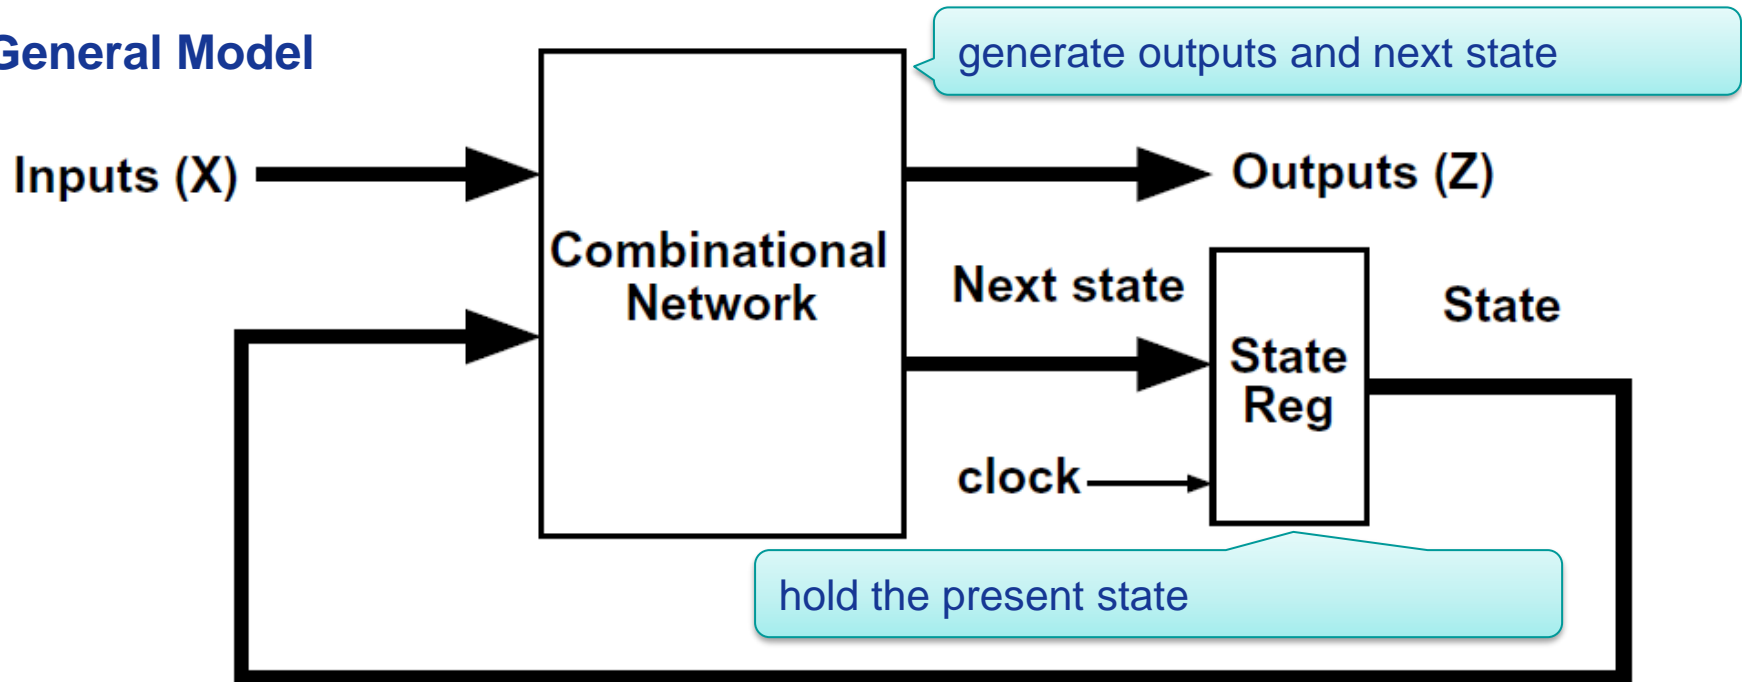 General Model
generate outputs and next state
Inputs (X)
Outputs (Z)
Combinational
Network
Next state
State
State
Reg
clock
hold the present state